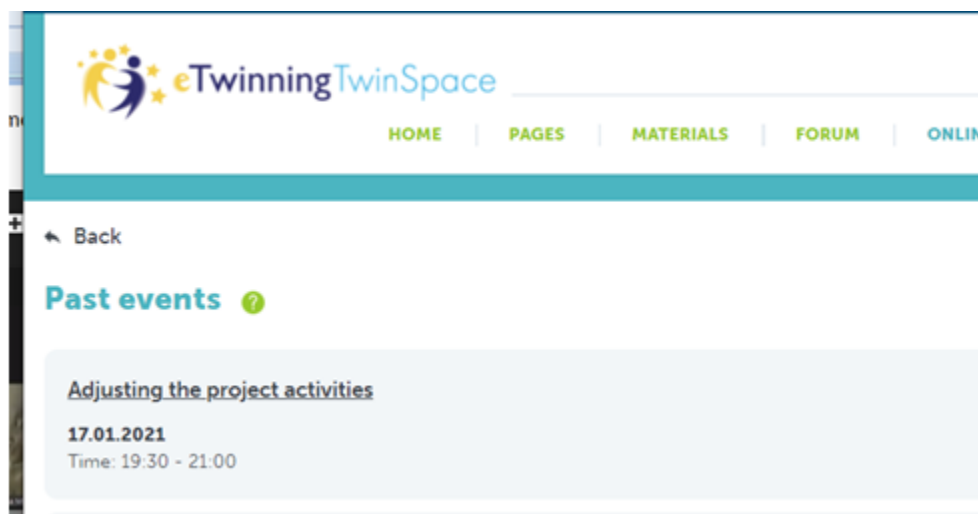 eTwinning TwinSpace
HOME PAGES MATERIALS FORUM
Back
Past events ?
Adjusting the project activities
17.01.2021
Time: 19:30 - 21:00